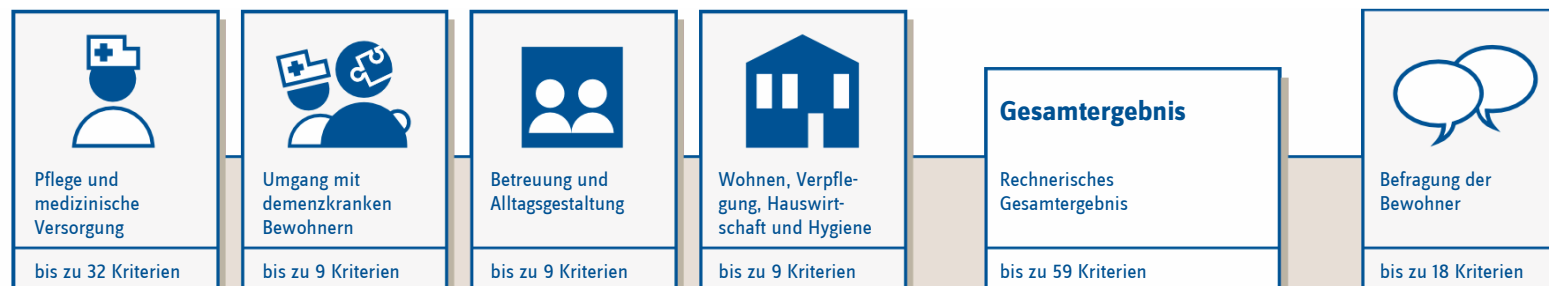 Pflege und
medizinische
Versorgung
bis zu 32 Kriterien
Umgang mit
demenzkranken
Bewohnern
bis zu 9 Kriterien
Betreuung und
Alltagsgestaltung
bis zu 9 Kriterien
Wohnen, Verpfle-
gung, Hauswirt-
schaft und Hygiene
bis zu 9 Kriterien
Gesamtergebnis
Rechnerisches
Gesamtergebnis
bis zu 59 Kriterien
Befragung der
Bewohner
bis zu 18 Kriterien